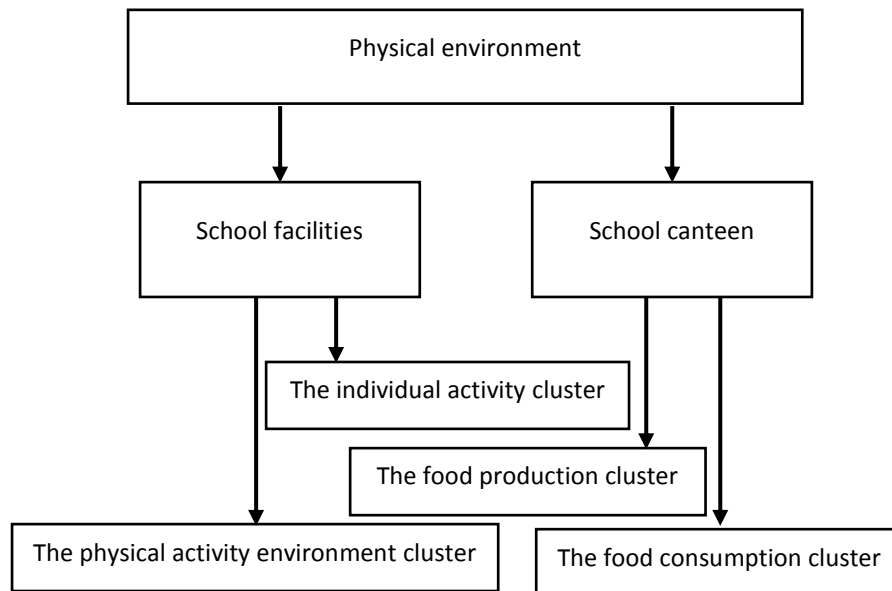 Physical environment
School facilities
School canteen
The individual activity cluster
The food production cluster
The physical activity environment cluster
The food consumption cluster